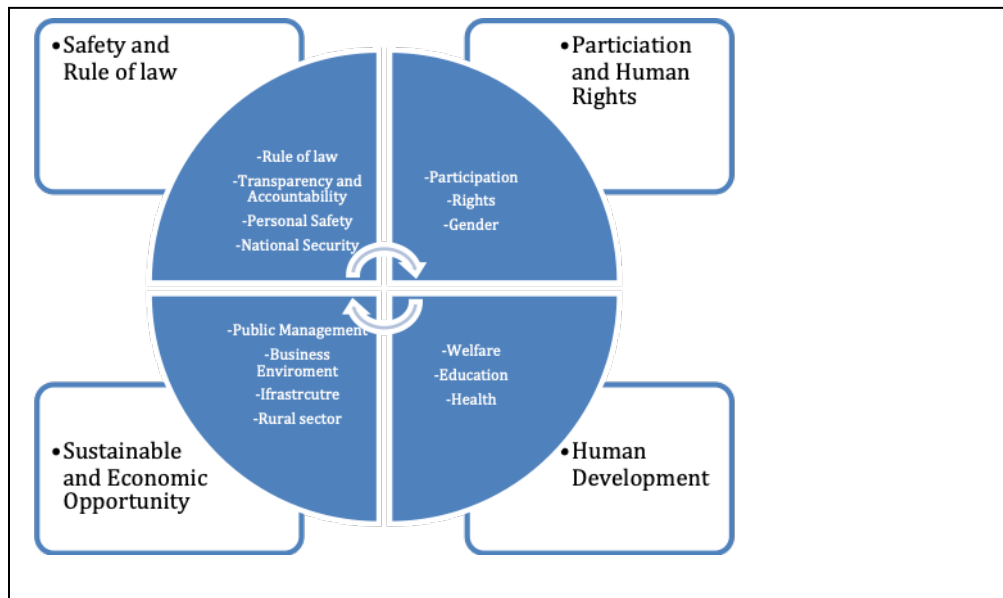 •Safety and
Rule of law
•Particiation
and Human
Rights
-Rule of law
-Transparency and
Accountability
-Personal Safety
-National Security
-Participation
-Rights
-Gender
-Public Management
-Business
Enviroment
-Ifrastrcutre
-Rural sector
-Welfare
-Education
-Health
•Sustainable
and Economic
Opportunity
•Human
Development